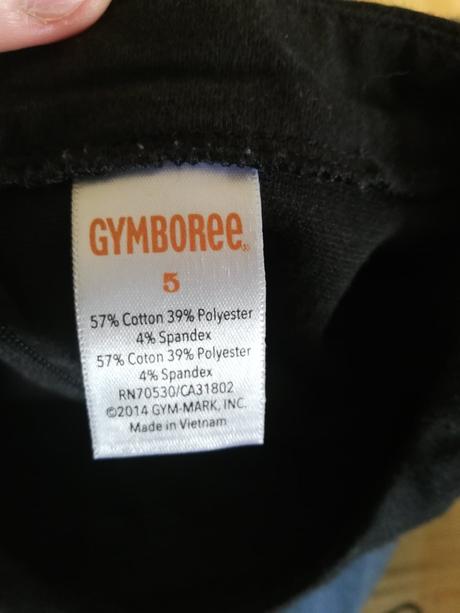 GYMBOREE®
5
57% Cotton 39% Polyester
4% Spandex
57% Coton 39% Polyester
4% Spandex
RN70530/CA31802
©2014 GYM-MARK, INC.
Made in Vietnam